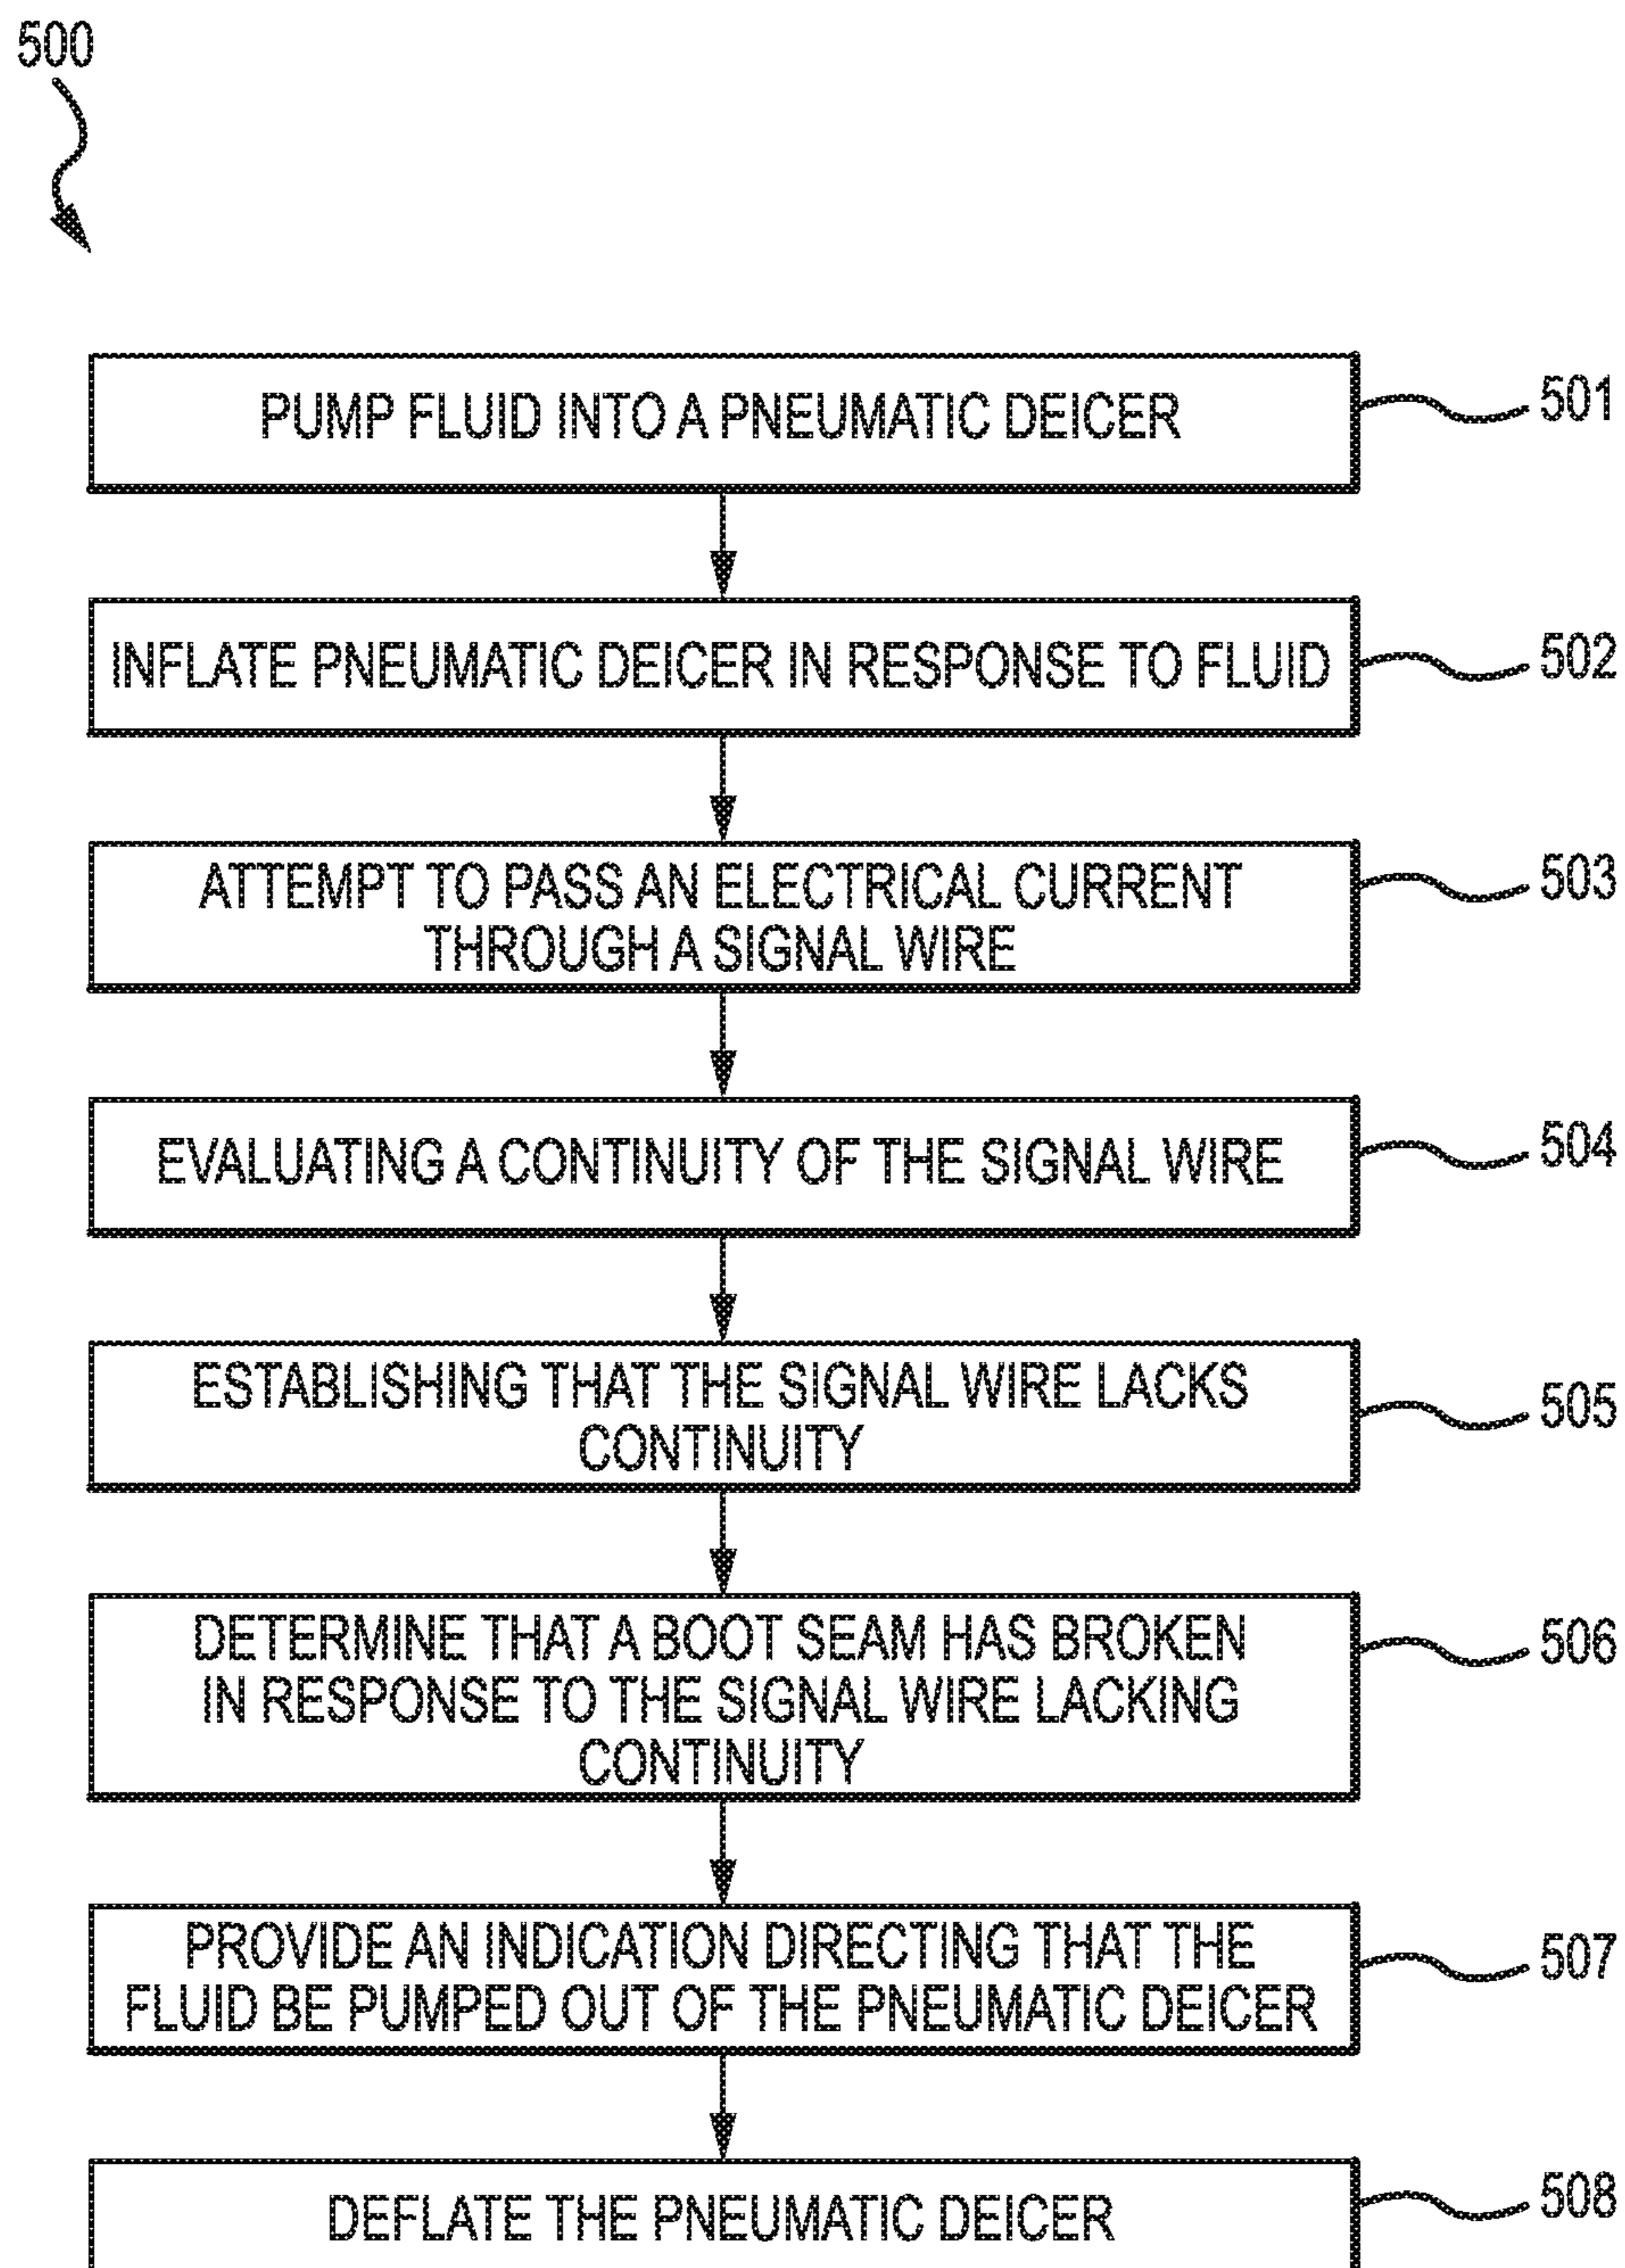 500
PUMP FLUID INTO A PNEUMATIC DEICER
501
INFLATE PNEUMATIC DEICER IN RESPONSE TO FLUID
502
ATTEMPT TO PASS AN ELECTRICAL CURRENT
THROUGH A SIGNAL WIRE
503
EVALUATING A CONTINUITY OF THE SIGNAL WIRE
504
ESTABLISHING THAT THE SIGNAL WIRE LACKS
CONTINUITY
505
DETERMINE THAT A BOOT SEAM HAS BROKEN
IN RESPONSE TO THE SIGNAL WIRE LACKING
CONTINUITY
506
PROVIDE AN INDICATION DIRECTING THAT THE
FLUID BE PUMPED OUT OF THE PNEUMATIC DEICER
507
DEFLATE THE PNEUMATIC DEICER
508